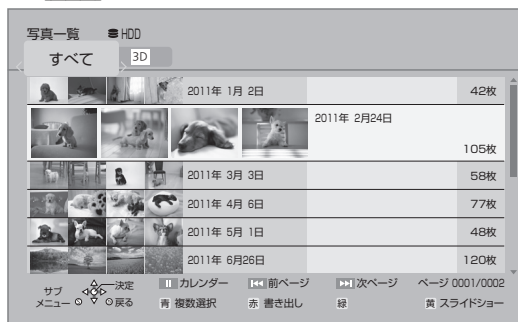 写真一覧 HDD
すべて 3D
2011年 1月 2日 42枚
2011年 2月24日
105枚
2011年 3月 3日 58枚
2011年 4月 6日 77枚
2011年 5月 1日 48枚
2011年 6月26日 120枚
サブメニュー 決定 戻る
カレンダー 前ページ 次ページ ページ 0001/0002
青 複数選択 赤 書き出し 緑 黄 スライドショー